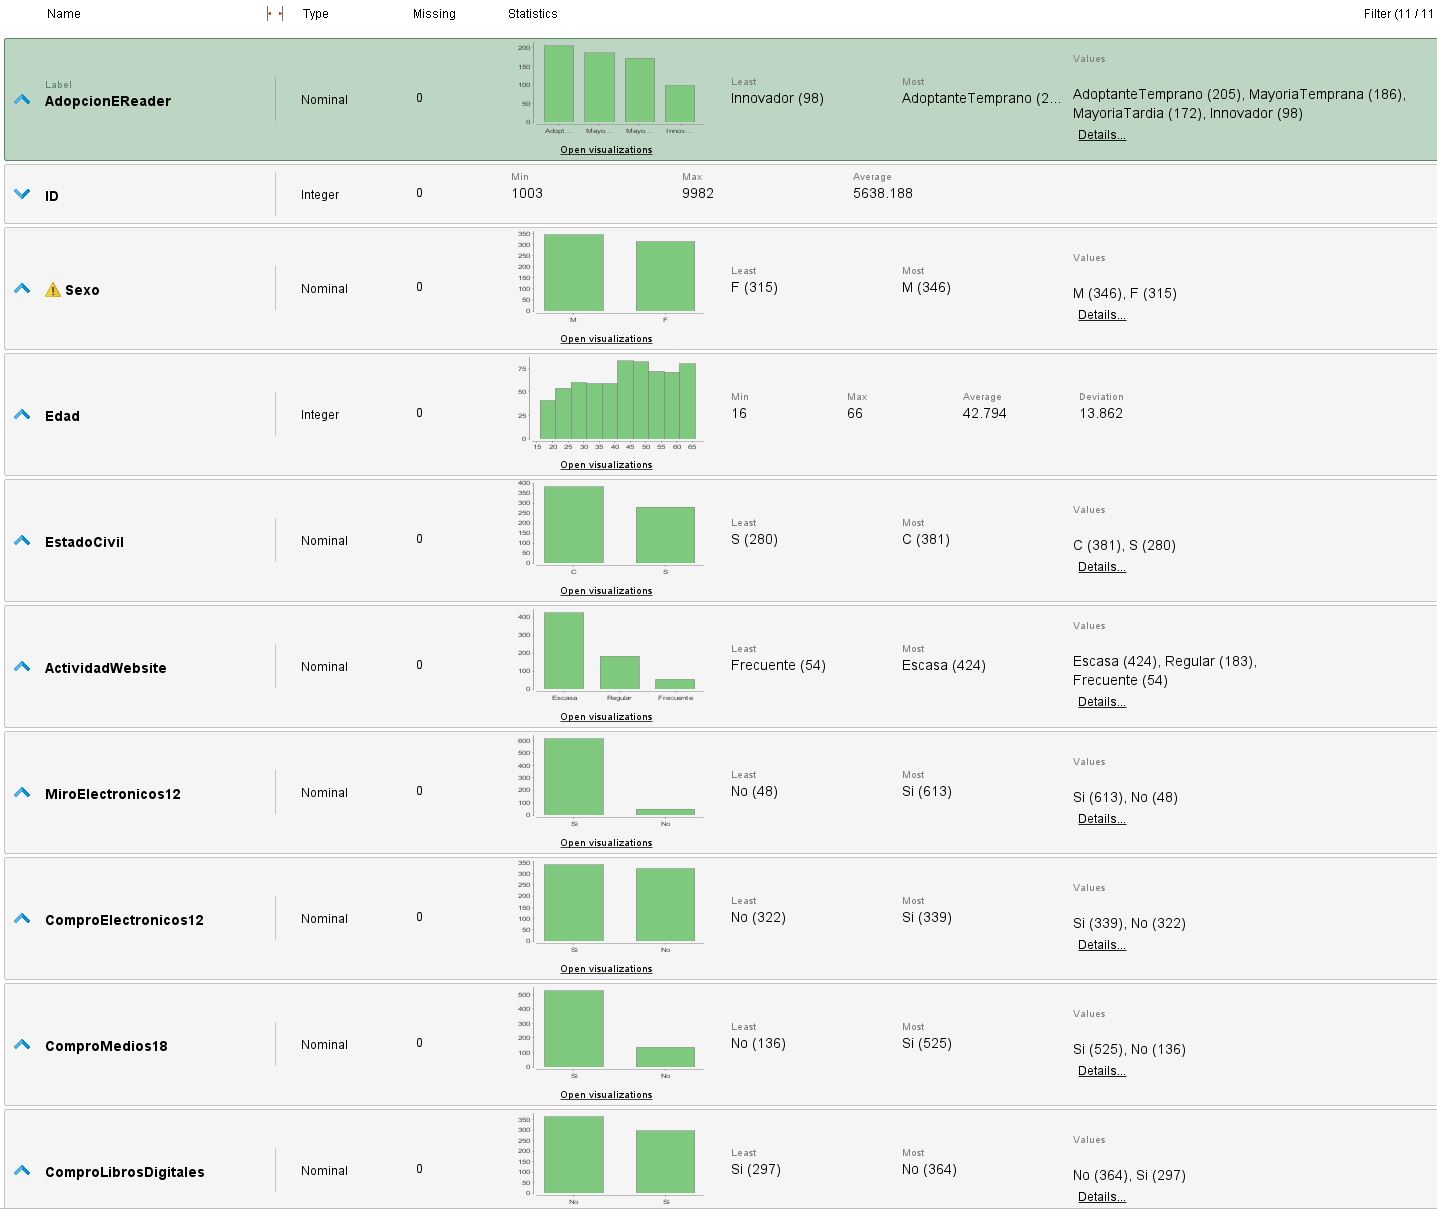 Name Type Missing Statistics Filter (11 / 11
Label
AdopcionEReader Nominal 0
200
150
100
50
0
Adopt... Mayo... Mayo... Innov...
Open visualizations
Least
Innovador (98)
Most
AdoptanteTemprano (2...
Values
AdoptanteTemprano (205), MayoriaTemprana (186),
MayoriaTardia (172), Innovador (98)
Details...
ID Integer 0
Min
1003
Max
9982
Average
5638.188
Sexo Nominal 0
350
300
250
200
150
100
50
0
M F
Open visualizations
Least
F (315)
Most
M (346)
Values
M (346), F (315)
Details...
Edad Integer 0
75
50
25
0
15 20 25 30 35 40 45 50 55 60 65
Open visualizations
Min
16
Max
66
Average
42.794
Deviation
13.862
EstadoCivil Nominal 0
400
350
300
250
200
150
100
50
0
C S
Open visualizations
Least
S (280)
Most
C (381)
Values
C (381), S (280)
Details...
ActividadWebsite Nominal 0
400
300
200
100
0
Escasa Regular Frecuente
Open visualizations
Least
Frecuente (54)
Most
Escasa (424)
Values
Escasa (424), Regular (183),
Frecuente (54)
Details...
MiroElectronicos12 Nominal 0
600
500
400
300
200
100
0
Si No
Open visualizations
Least
No (48)
Most
Si (613)
Values
Si (613), No (48)
Details...
ComproElectronicos12 Nominal 0
350
300
250
200
150
100
50
0
Si No
Open visualizations
Least
No (322)
Most
Si (339)
Values
Si (339), No (322)
Details...
ComproMedios18 Nominal 0
500
400
300
200
100
0
Si No
Open visualizations
Least
No (136)
Most
Si (525)
Values
Si (525), No (136)
Details...
ComproLibrosDigitales Nominal 0
350
300
250
200
150
100
50
0
No Si
Least
Si (297)
Most
No (364)
Values
No (364), Si (297)
Details...